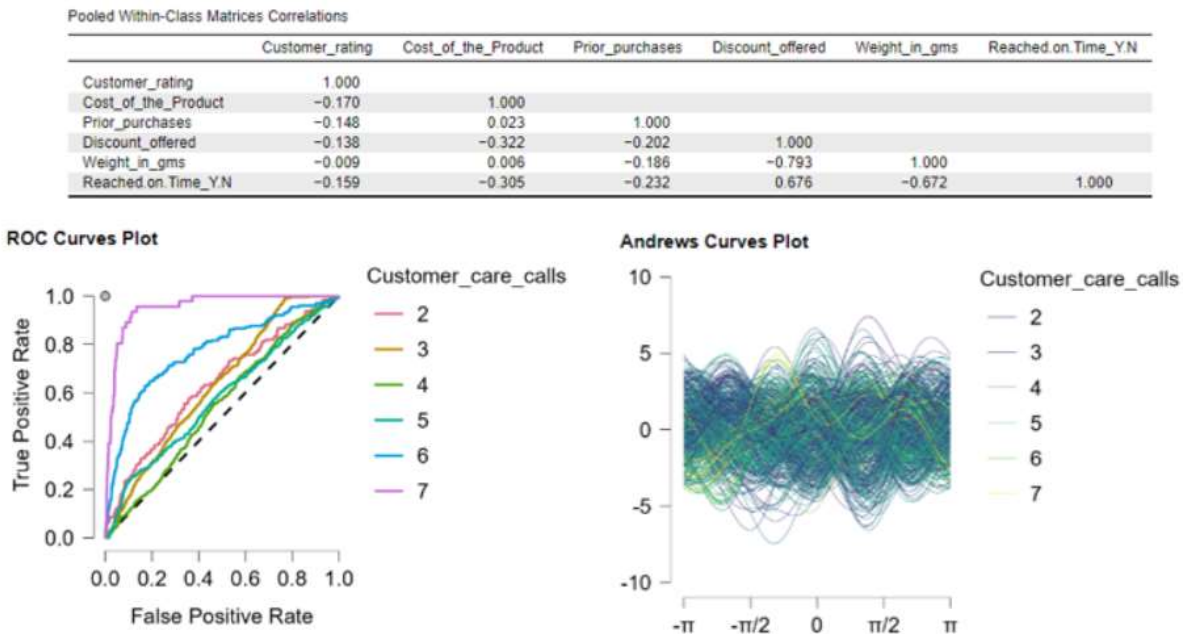 Pooled Within-Class Matrices Correlations
Customer_rating Cost_of_the_Product Prior_purchases Discount_offered Weight_in_gms Reached.on.Time_Y.N
Customer_rating 1.000
Cost_of_the_Product −0.170 1.000
Prior_purchases −0.148 0.023 1.000
Discount_offered −0.138 −0.322 −0.202 1.000
Weight_in_gms −0.009 0.006 −0.186 −0.793 1.000
Reached.on.Time_Y.N −0.159 −0.305 −0.232 0.676 −0.672 1.000
ROC Curves Plot
Customer_care_calls
2
3
4
5
6
7
True Positive Rate
1.0
0.8
0.6
0.4
0.2
0.0
0.0 0.2 0.4 0.6 0.8 1.0
False Positive Rate
Andrews Curves Plot
Customer_care_calls
2
3
4
5
6
7
10
5
0
-5
-10
-π -π/2 0 π/2 π